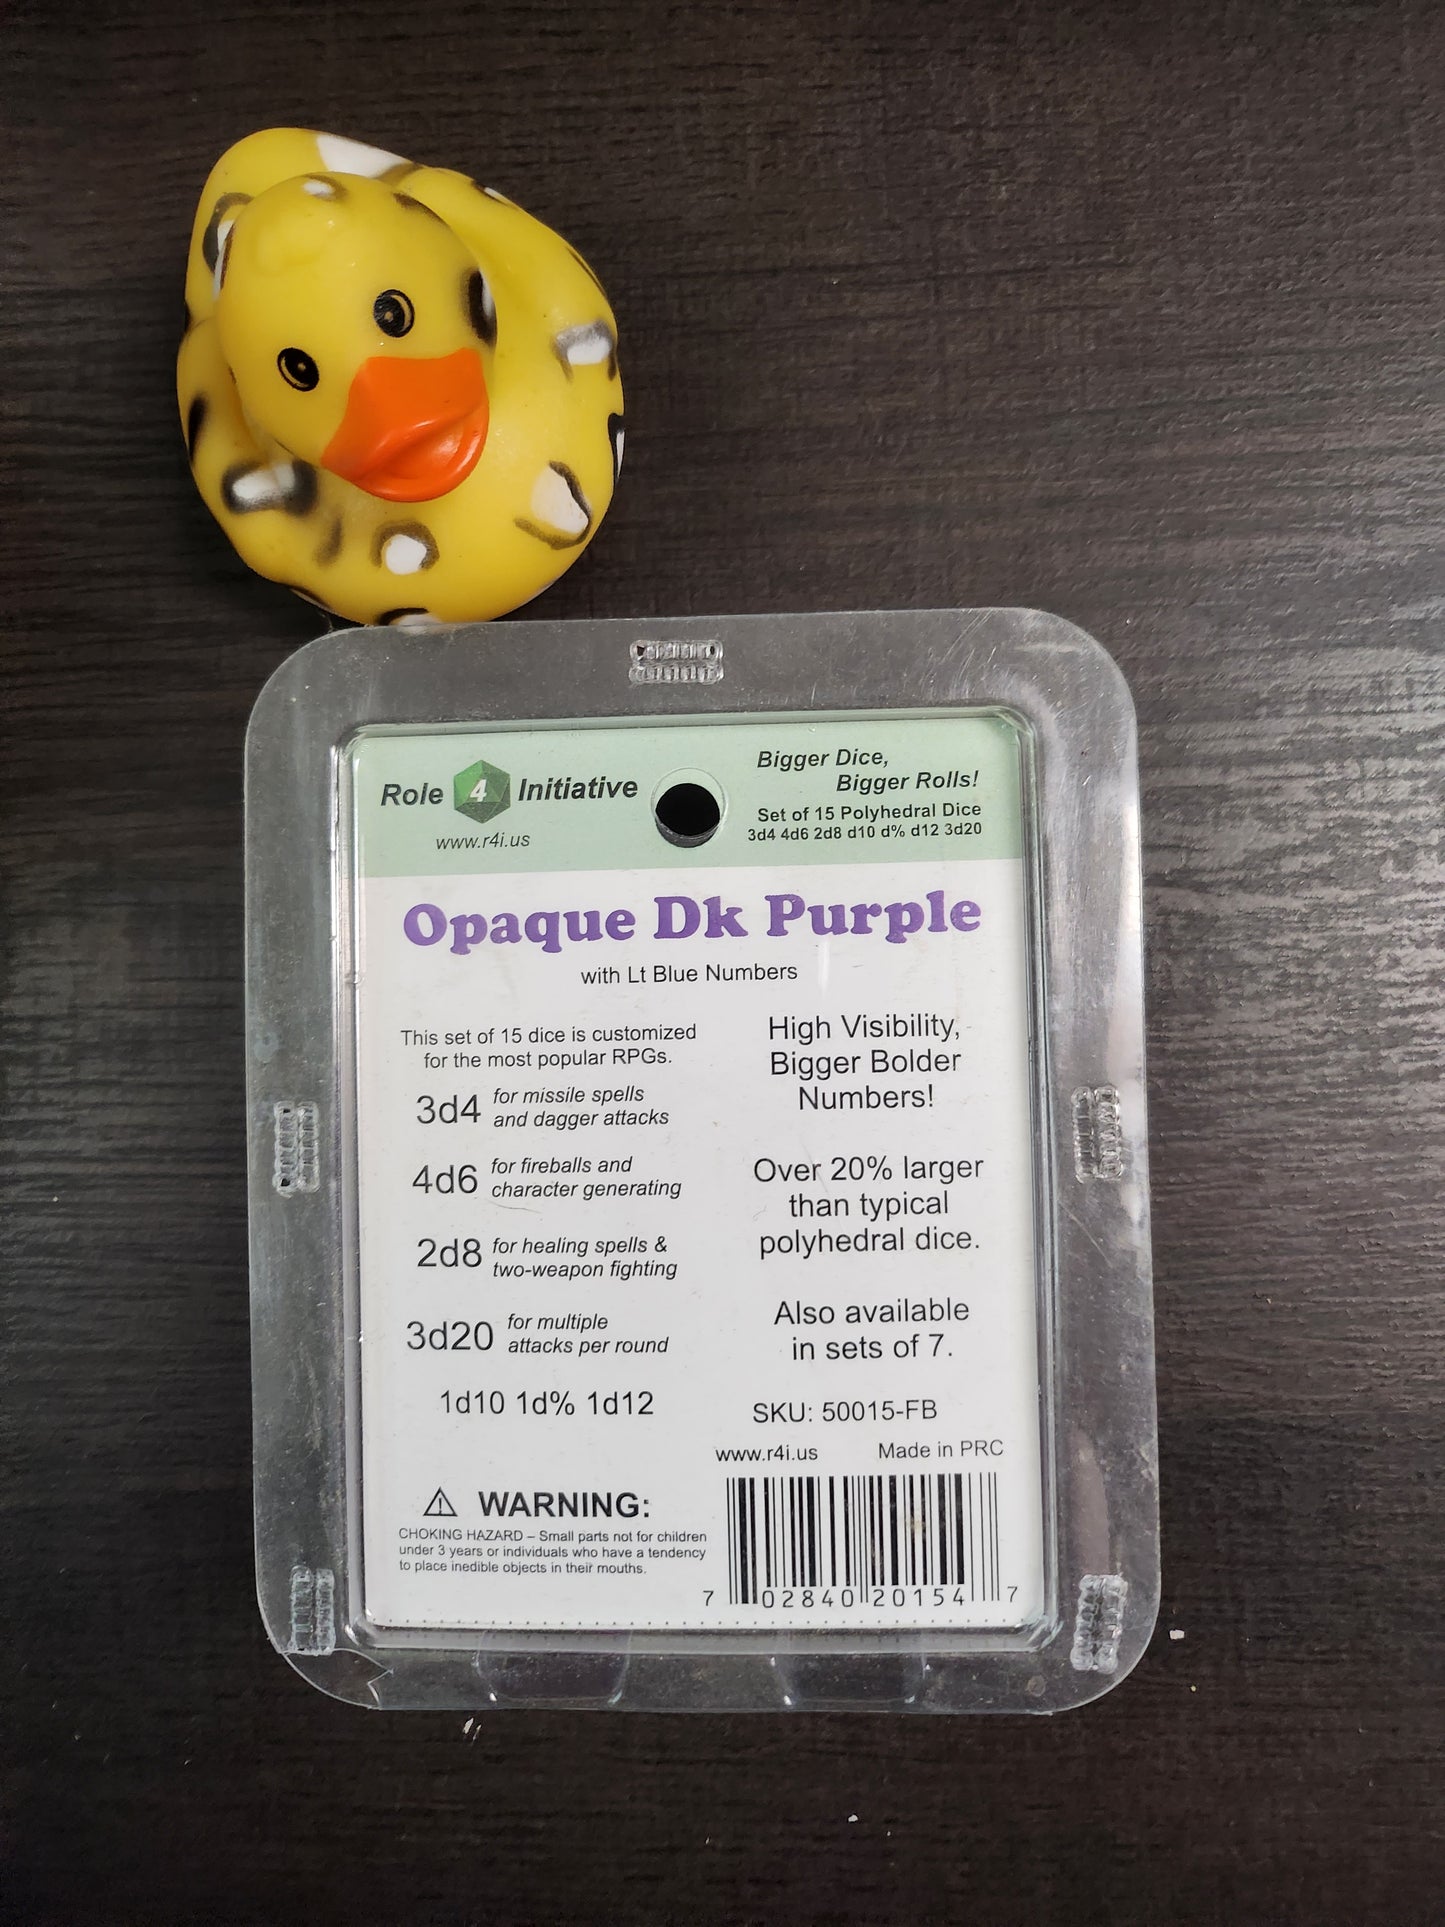 Role 4 Initiative
www.r4i.us
Bigger Dice,
Bigger Rolls!
Set of 15 Polyhedral Dice
3d4 4d6 2d8 d10 d% d12 3d20
Opaque Dk Purple
with Lt Blue Numbers
This set of 15 dice is customized
for the most popular RPGs.
3d4 for missile spells
and dagger attacks
4d6 for fireballs and
character generating
2d8 for healing spells &
two-weapon fighting
3d20 for multiple
attacks per round
1d10 1d% 1d12
High Visibility,
Bigger Bolder
Numbers!
Over 20% larger
than typical
polyhedral dice.
Also available
in sets of 7.
SKU: 50015-FB
www.r4i.us Made in PRC
⚠ WARNING:
CHOKING HAZARD – Small parts not for children
under 3 years or individuals who have a tendency
to place inedible objects in their mouths.
7 02840 20154 7